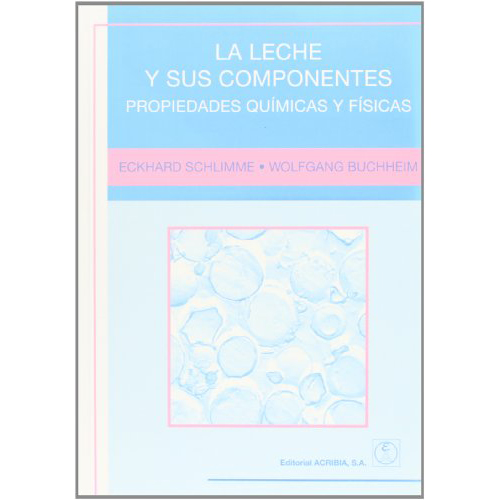 LA LECHE
Y SUS COMPONENTES
PROPIEDADES QUÍMICAS Y FÍSICAS
ECKHARD SCHLIMME • WOLFGANG BUCHHEIM
Editorial ACRIBIA, S.A.